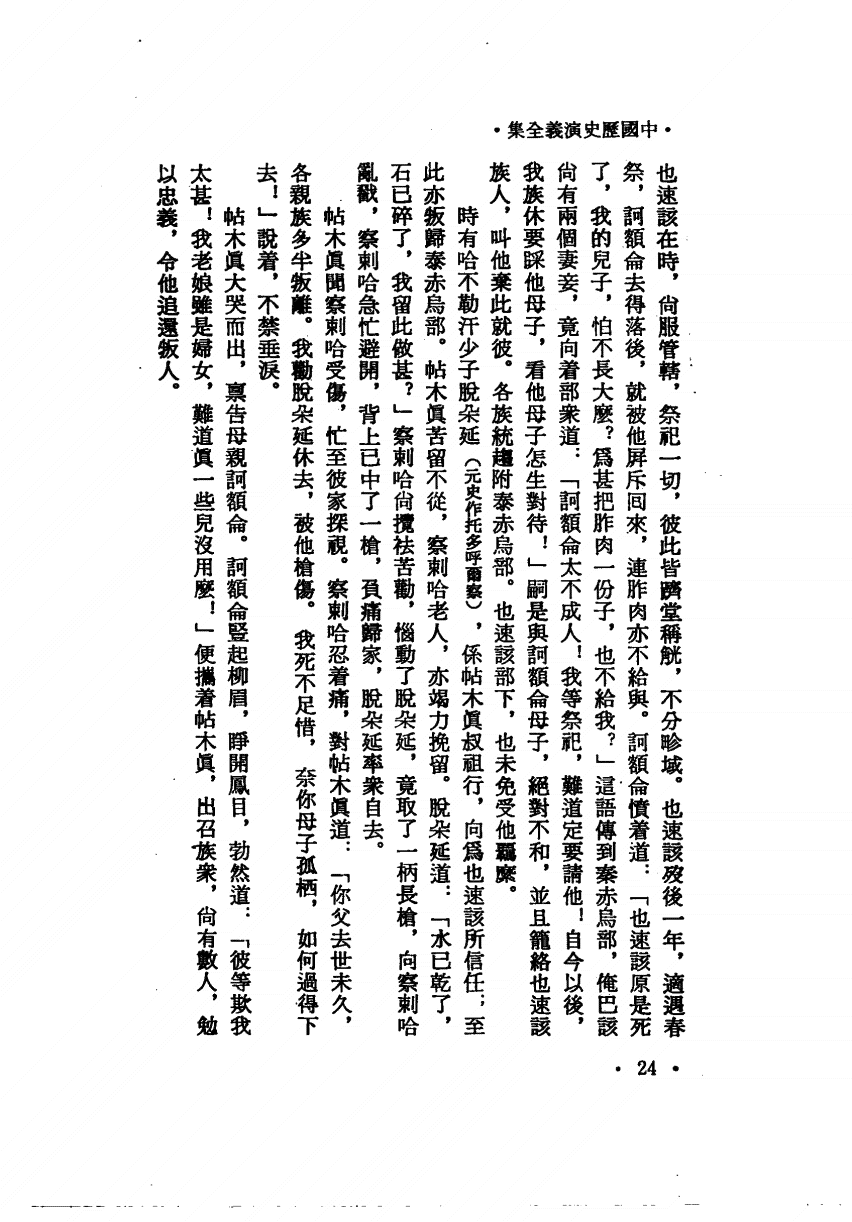 •中國歷史演義全集•
也速該在時，尙服管轄，祭祀一切，彼此皆躋堂稱觥，不分畛域。也速該歿後一年，適遇春
祭，訶額侖去得落後，就被他屏斥囘來，連胙肉亦不給與。訶額侖憤着道：「也速該原是死
了，我的兒子，怕不長大麼？爲甚把胙肉一份子，也不給我？」這語傳到泰赤烏部，俺巴該
尙有兩個妻妾，竟向着部衆道：「訶額侖太不成人！我等祭祀，難道定要請他！自今以後，
我族休要睬他母子，看他母子怎生對待！」嗣是與訶額侖母子，絕對不和，並且籠絡也速該
族人，叫他棄此就彼。各族統趨附泰赤烏部。也速該部下，也未免受他羈縻。
時有哈不勒汗少子脫朵延（元史作托多呼爾察），係帖木眞叔祖行，向爲也速該所信任；至
此亦叛歸泰赤烏部。帖木眞苦留不從，察剌哈老人，亦竭力挽留。脫朵延道：「水已乾了，
石已碎了，我留此做甚？」察剌哈尙攬袪苦勸，惱動了脫朵延，竟取了一柄長槍，向察剌哈
亂戳，察剌哈急忙避開，背上已中了一槍，負痛歸家，脫朵延率衆自去。
帖木眞聞察剌哈受傷，忙至彼家探視。察剌哈忍着痛，對帖木眞道：「你父去世未久，
各親族多半叛離。我勸脫朵延休去，被他槍傷。我死不足惜，奈你母子孤栖，如何過得下
去！」說着，不禁垂淚。
帖木眞大哭而出，稟告母親訶額侖。訶額侖豎起柳眉，睜開鳳目，勃然道：「彼等欺我
太甚！我老娘雖是婦女，難道眞一些兒沒用麼！」便攜着帖木眞，出召族衆，尙有數人，勉
以忠義，令他追還叛人。
•24•